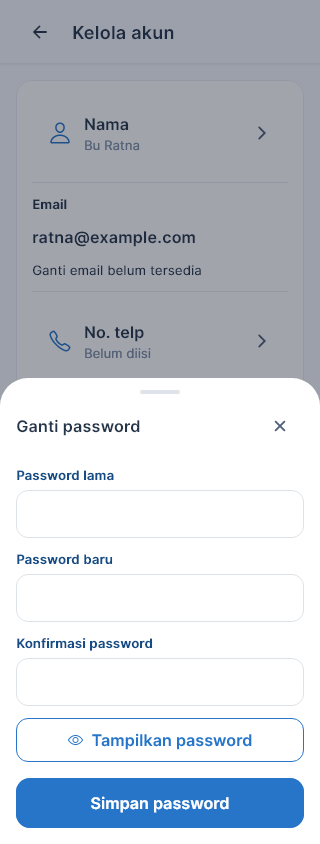 Kelola akun
Nama
Bu Ratna
Email
ratna@example.com
Ganti email belum tersedia
No. telp
Belum diisi
Ganti password
Password lama
Password baru
Konfirmasi password
Tampilkan password
Simpan password